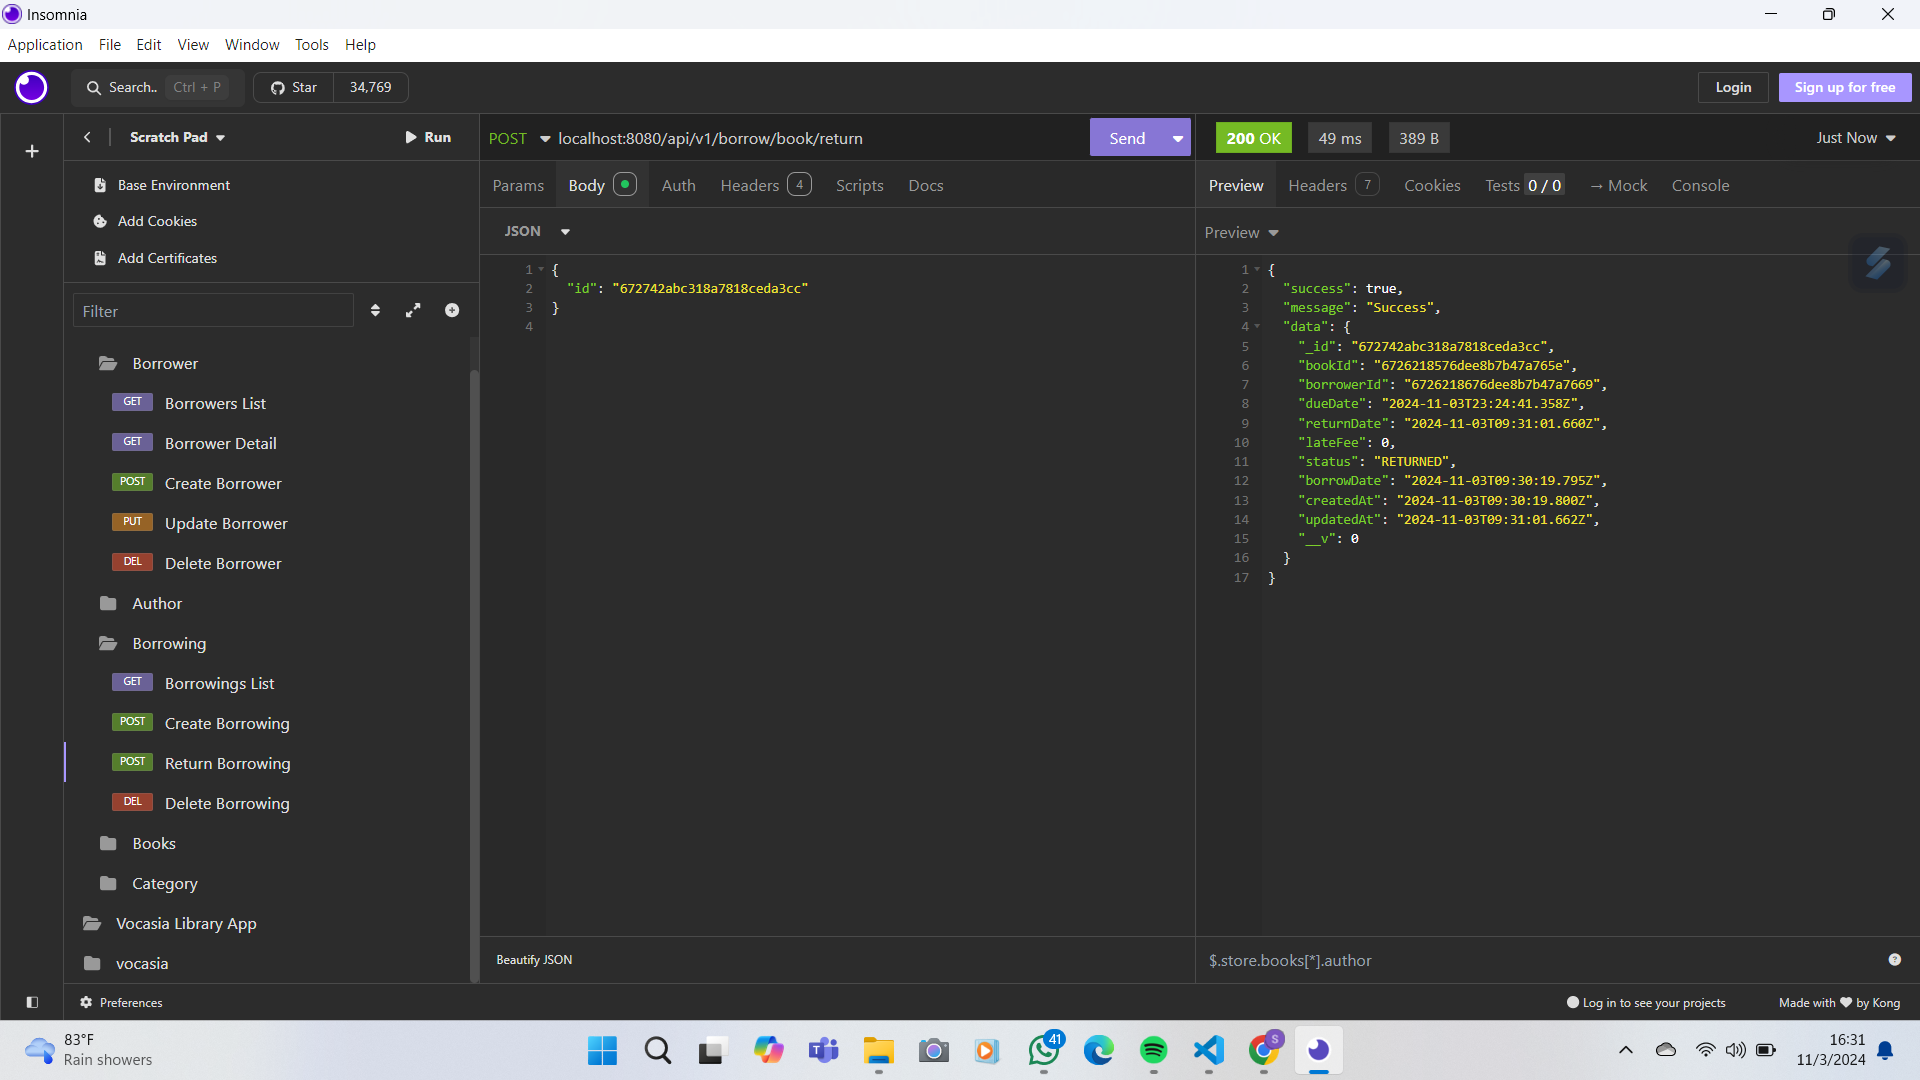 Insomnia
Application File Edit View Window Tools Help
Search.. Ctrl + P Star 34,769 Login Sign up for free
Scratch Pad Run
Base Environment
Add Cookies
Add Certificates
Filter
Borrower
GET Borrowers List
GET Borrower Detail
POST Create Borrower
PUT Update Borrower
DEL Delete Borrower
Author
Borrowing
GET Borrowings List
POST Create Borrowing
POST Return Borrowing
DEL Delete Borrowing
Books
Category
Vocasia Library App
vocasia
Preferences
POST localhost:8080/api/v1/borrow/book/return Send
Params Body Auth Headers 4 Scripts Docs
JSON
1 {
2 "id": "672742abc318a7818ceda3cc"
3 }
4
Beautify JSON
200 OK 49 ms 389 B Just Now
Preview Headers 7 Cookies Tests 0 / 0 → Mock Console
Preview
1 {
2 "success": true,
3 "message": "Success",
4 "data": {
5 "_id": "672742abc318a7818ceda3cc",
6 "bookId": "6726218576dee8b7b47a765e",
7 "borrowerId": "6726218676dee8b7b47a7669",
8 "dueDate": "2024-11-03T23:24:41.358Z",
9 "returnDate": "2024-11-03T09:31:01.660Z",
10 "lateFee": 0,
11 "status": "RETURNED",
12 "borrowDate": "2024-11-03T09:30:19.795Z",
13 "createdAt": "2024-11-03T09:30:19.800Z",
14 "updatedAt": "2024-11-03T09:31:01.662Z",
15 "__v": 0
16 }
17 }
$.store.books[*].author
Log in to see your projects Made with ❤ by Kong
83°F
Rain showers
41
S
16:31
11/3/2024